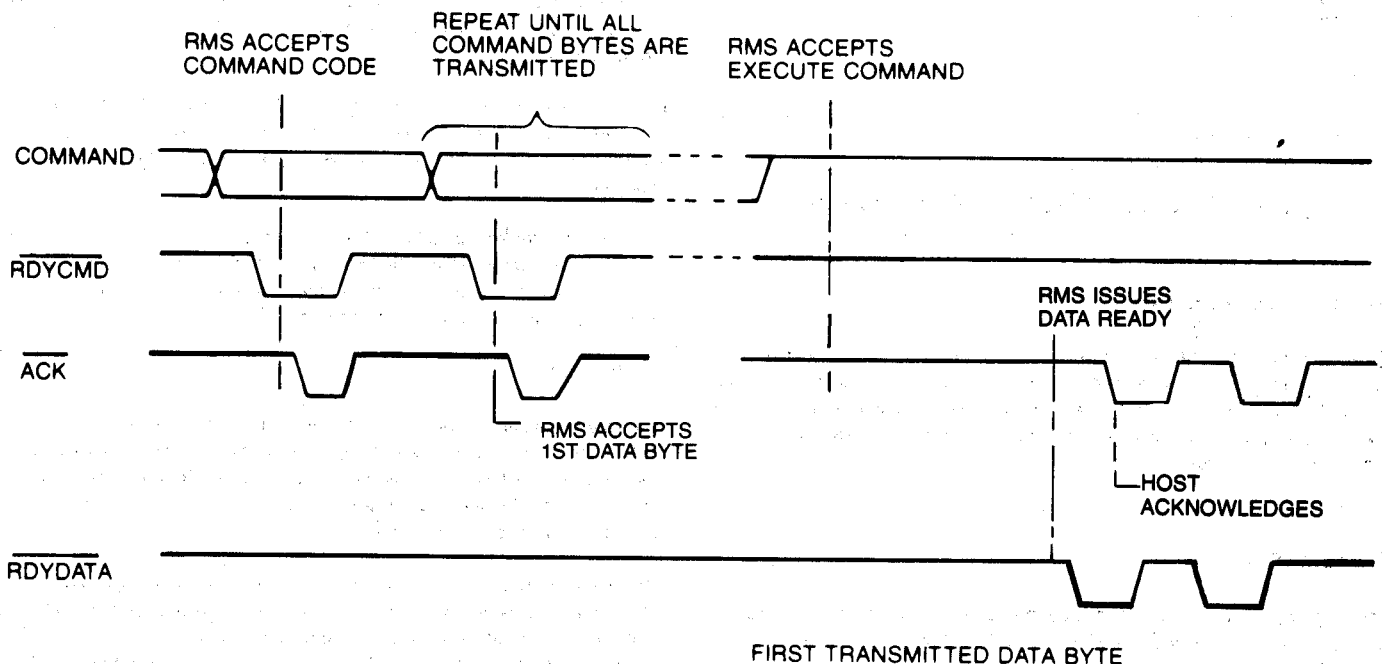 RMS ACCEPTS
COMMAND CODE
REPEAT UNTIL ALL
COMMAND BYTES ARE
TRANSMITTED
RMS ACCEPTS
EXECUTE COMMAND
COMMAND
RDYCMD
RMS ISSUES
DATA READY
ACK
RMS ACCEPTS
1ST DATA BYTE
HOST
ACKNOWLEDGES
RDYDATA
FIRST TRANSMITTED DATA BYTE